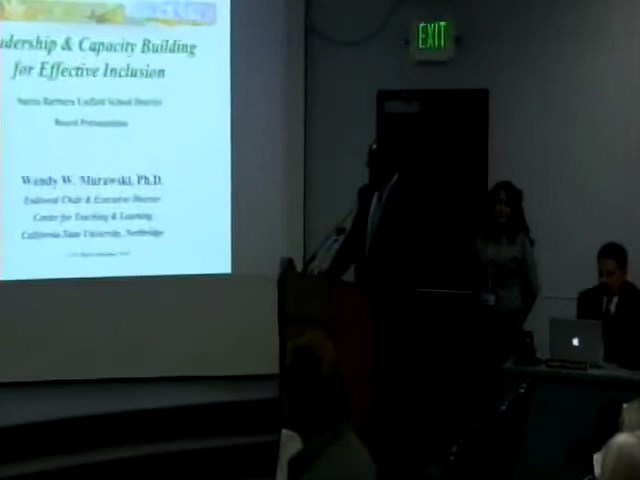 dership & Capacity Building
for Effective Inclusion
Santa Barbara Unified School District
Board Presentation
Wendy W. Murawski, Ph.D.
Endowed Chair & Executive Director
Center for Teaching & Learning
California State University, Northridge
EXIT